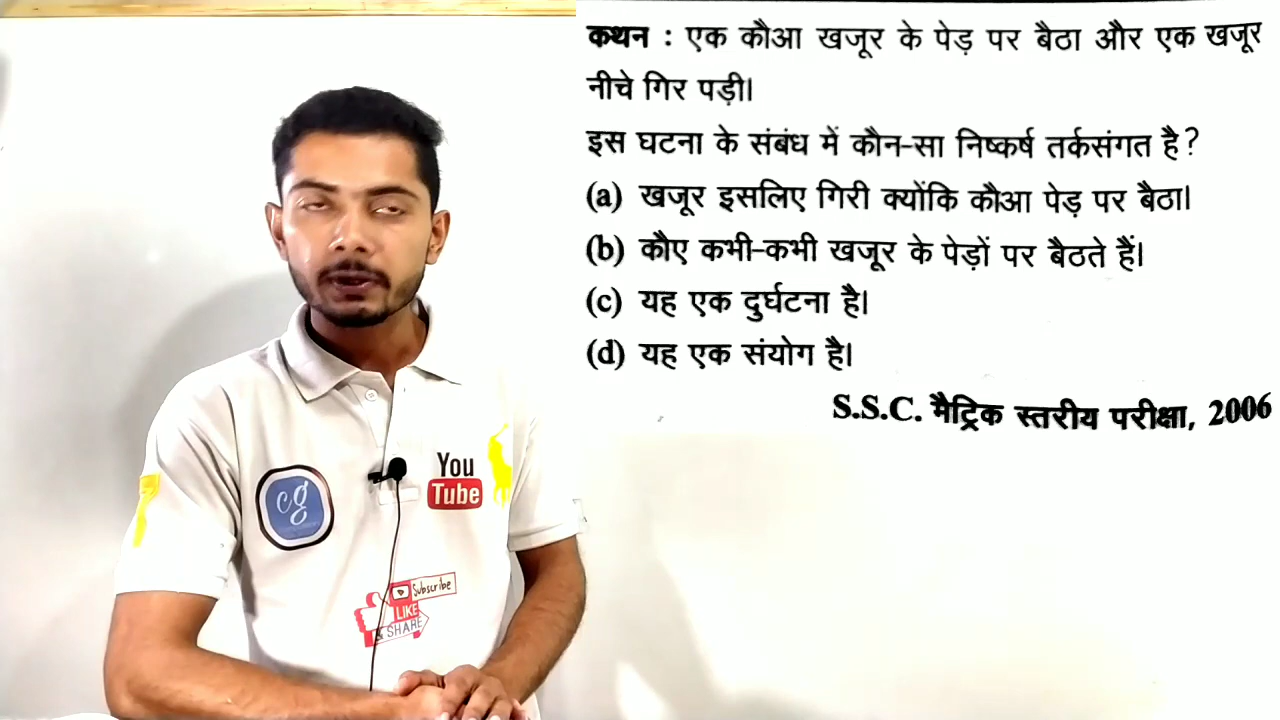 कथन : एक कौआ खजूर के पेड़ पर बैठा और एक खजूर
नीचे गिर पड़ी।
इस घटना के संबंध में कौन-सा निष्कर्ष तर्कसंगत है?
(a) खजूर इसलिए गिरी क्योंकि कौआ पेड़ पर बैठा।
(b) कौए कभी-कभी खजूर के पेड़ों पर बैठते हैं।
(c) यह एक दुर्घटना है।
(d) यह एक संयोग है।
S.S.C. मैट्रिक स्तरीय परीक्षा, 2006
cg
You
Tube
Subscribe
LIKE
& SHARE